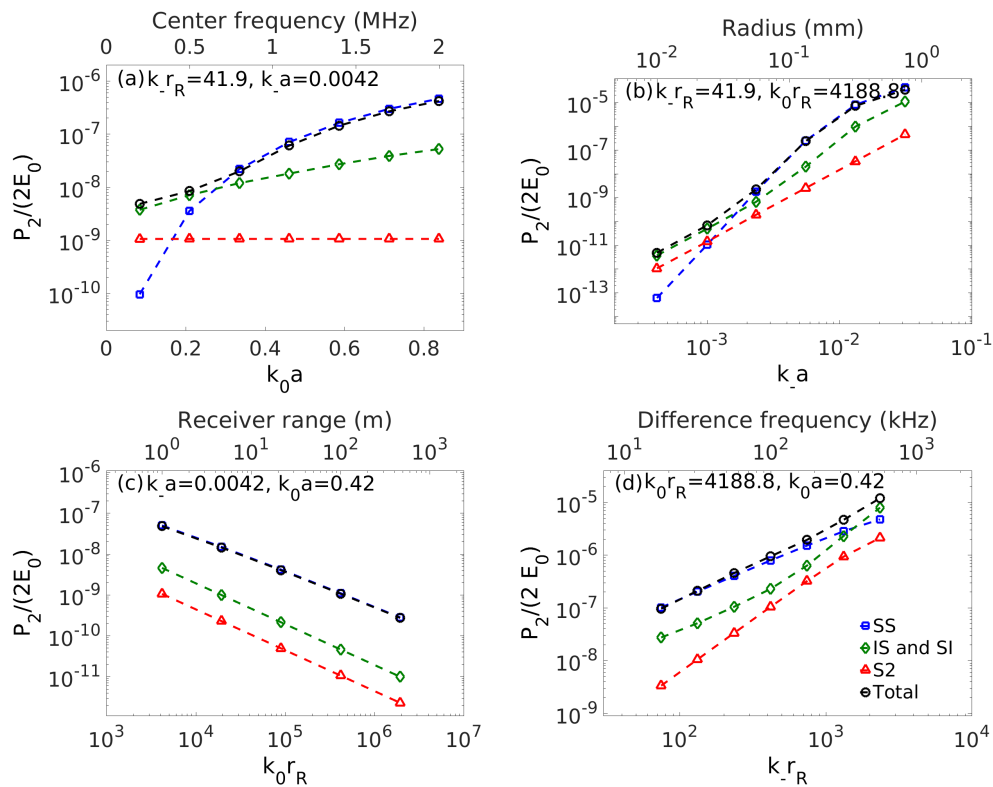 Center frequency (MHz)
0 0.5 1 1.5 2
(a) k_r_R=41.9, k_a=0.0042
10^-6
10^-7
10^-8
10^-9
10^-10
P_2/(2E_0)
0 0.2 0.4 0.6 0.8
k_0a
Radius (mm)
10^-2 10^-1 10^0
(b) k_r_R=41.9, k_0r_R=4188.8
10^-5
10^-7
10^-9
10^-11
10^-13
P_2/(2E_0)
10^-3 10^-2 10^-1
k_-a
Receiver range (m)
10^0 10^1 10^2 10^3
(c) k_-a=0.0042, k_0a=0.42
10^-6
10^-7
10^-8
10^-9
10^-10
10^-11
P_2/(2E_0)
10^3 10^4 10^5 10^6 10^7
k_0r_R
Difference frequency (kHz)
10^1 10^2 10^3
(d) k_0r_R=4188.8, k_0a=0.42
10^-5
10^-6
10^-7
10^-8
10^-9
P_2/(2 E_0)
SS
IS and SI
S2
Total
10^2 10^3 10^4
k_-r_R